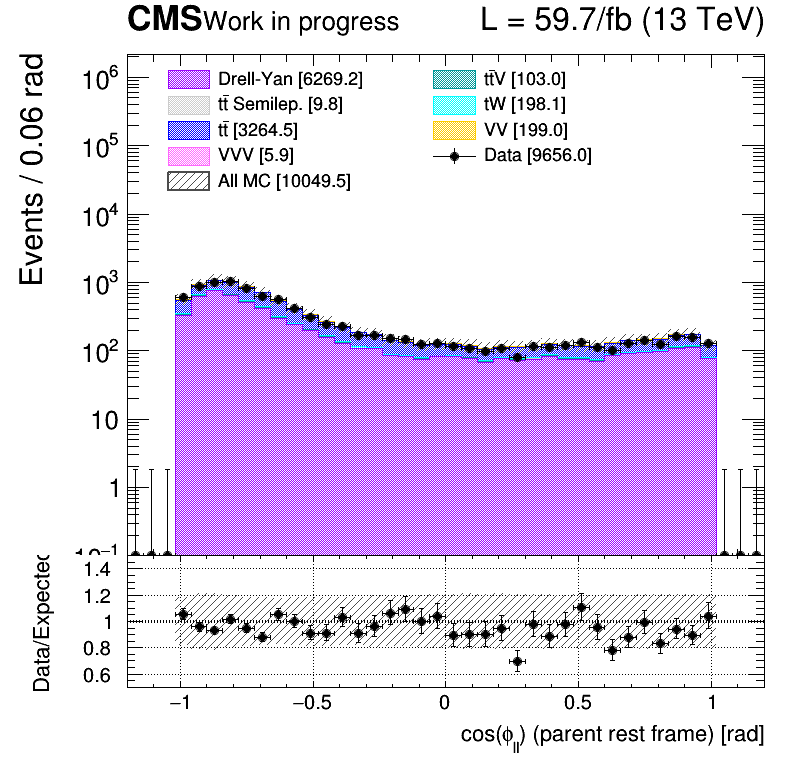 CMS Work in progress L = 59.7/fb (13 TeV)
Events / 0.06 rad
10⁶
10⁵
10⁴
10³
10²
10
1
10⁻¹
Drell-Yan [6269.2]
tt̄ Semilep. [9.8]
tt̄ [3264.5]
VVV [5.9]
All MC [10049.5]
tt̄V [103.0]
tW [198.1]
VV [199.0]
Data [9656.0]
Data/Expected
1.4
1.2
1
0.8
0.6
−1 −0.5 0 0.5 1
cos(ϕ_ll) (parent rest frame) [rad]